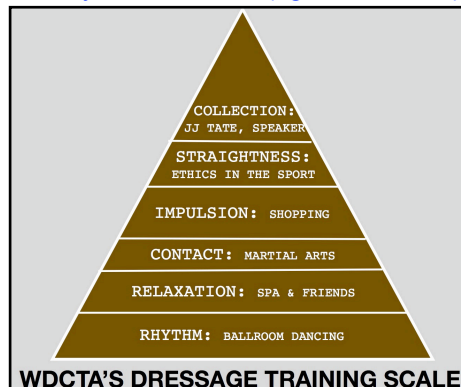 COLLECTION:
JJ TATE, SPEAKER
STRAIGHTNESS:
ETHICS IN THE SPORT
IMPULSION: SHOPPING
CONTACT: MARTIAL ARTS
RELAXATION: SPA & FRIENDS
RHYTHM: BALLROOM DANCING
WDCTA'S DRESSAGE TRAINING SCALE